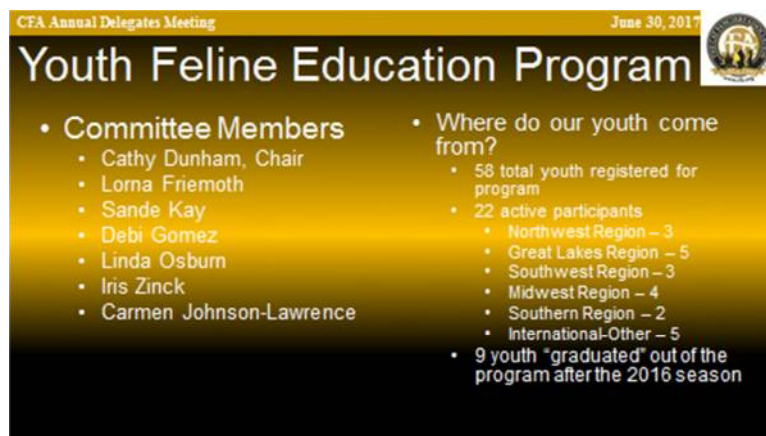 CFA Annual Delegates Meeting
June 30, 2017
Youth Feline Education Program
• Committee Members
• Cathy Dunham, Chair
• Lorna Friemoth
• Sande Kay
• Debi Gomez
• Linda Osburn
• Iris Zinck
• Carmen Johnson-Lawrence
• Where do our youth come
from?
• 58 total youth registered for
program
• 22 active participants
• Northwest Region – 3
• Great Lakes Region – 5
• Southwest Region – 3
• Midwest Region – 4
• Southern Region – 2
• International-Other – 5
• 9 youth “graduated” out of the
program after the 2016 season